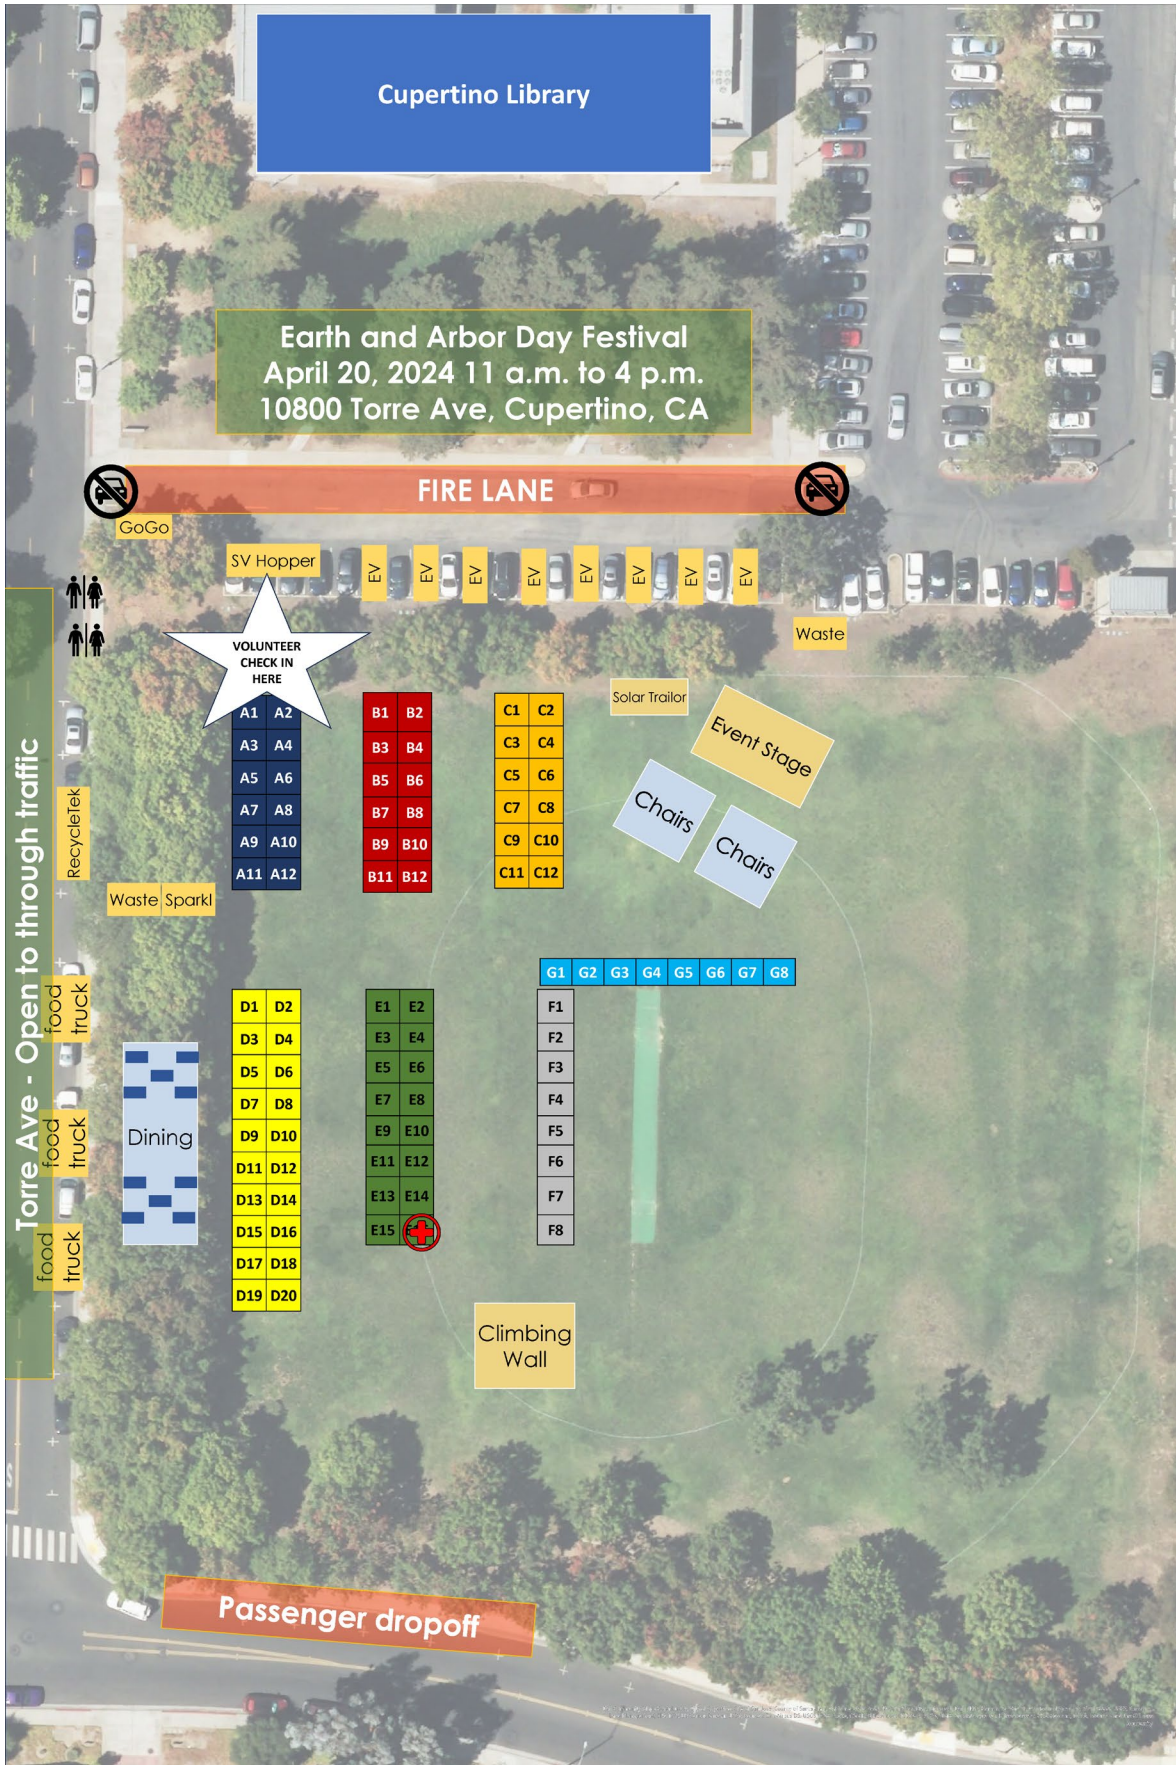 Cupertino Library
Earth and Arbor Day Festival
April 20, 2024 11 a.m. to 4 p.m.
10800 Torre Ave, Cupertino, CA
FIRE LANE
GoGo
SV Hopper
EV
EV
EV
EV
EV
EV
EV
EV
VOLUNTEER
CHECK IN
HERE
Waste
Solar Trailor
Event Stage
Chairs
Chairs
A1 A2
A3 A4
A5 A6
A7 A8
A9 A10
A11 A12
B1 B2
B3 B4
B5 B6
B7 B8
B9 B10
B11 B12
C1 C2
C3 C4
C5 C6
C7 C8
C9 C10
C11 C12
Torre Ave - Open to through traffic
RecycleTek
Waste
Sparkl
food
truck
food
truck
food
truck
Dining
G1 G2 G3 G4 G5 G6 G7 G8
D1 D2
D3 D4
D5 D6
D7 D8
D9 D10
D11 D12
D13 D14
D15 D16
D17 D18
D19 D20
E1 E2
E3 E4
E5 E6
E7 E8
E9 E10
E11 E12
E13 E14
E15
F1
F2
F3
F4
F5
F6
F7
F8
Climbing
Wall
Passenger dropoff